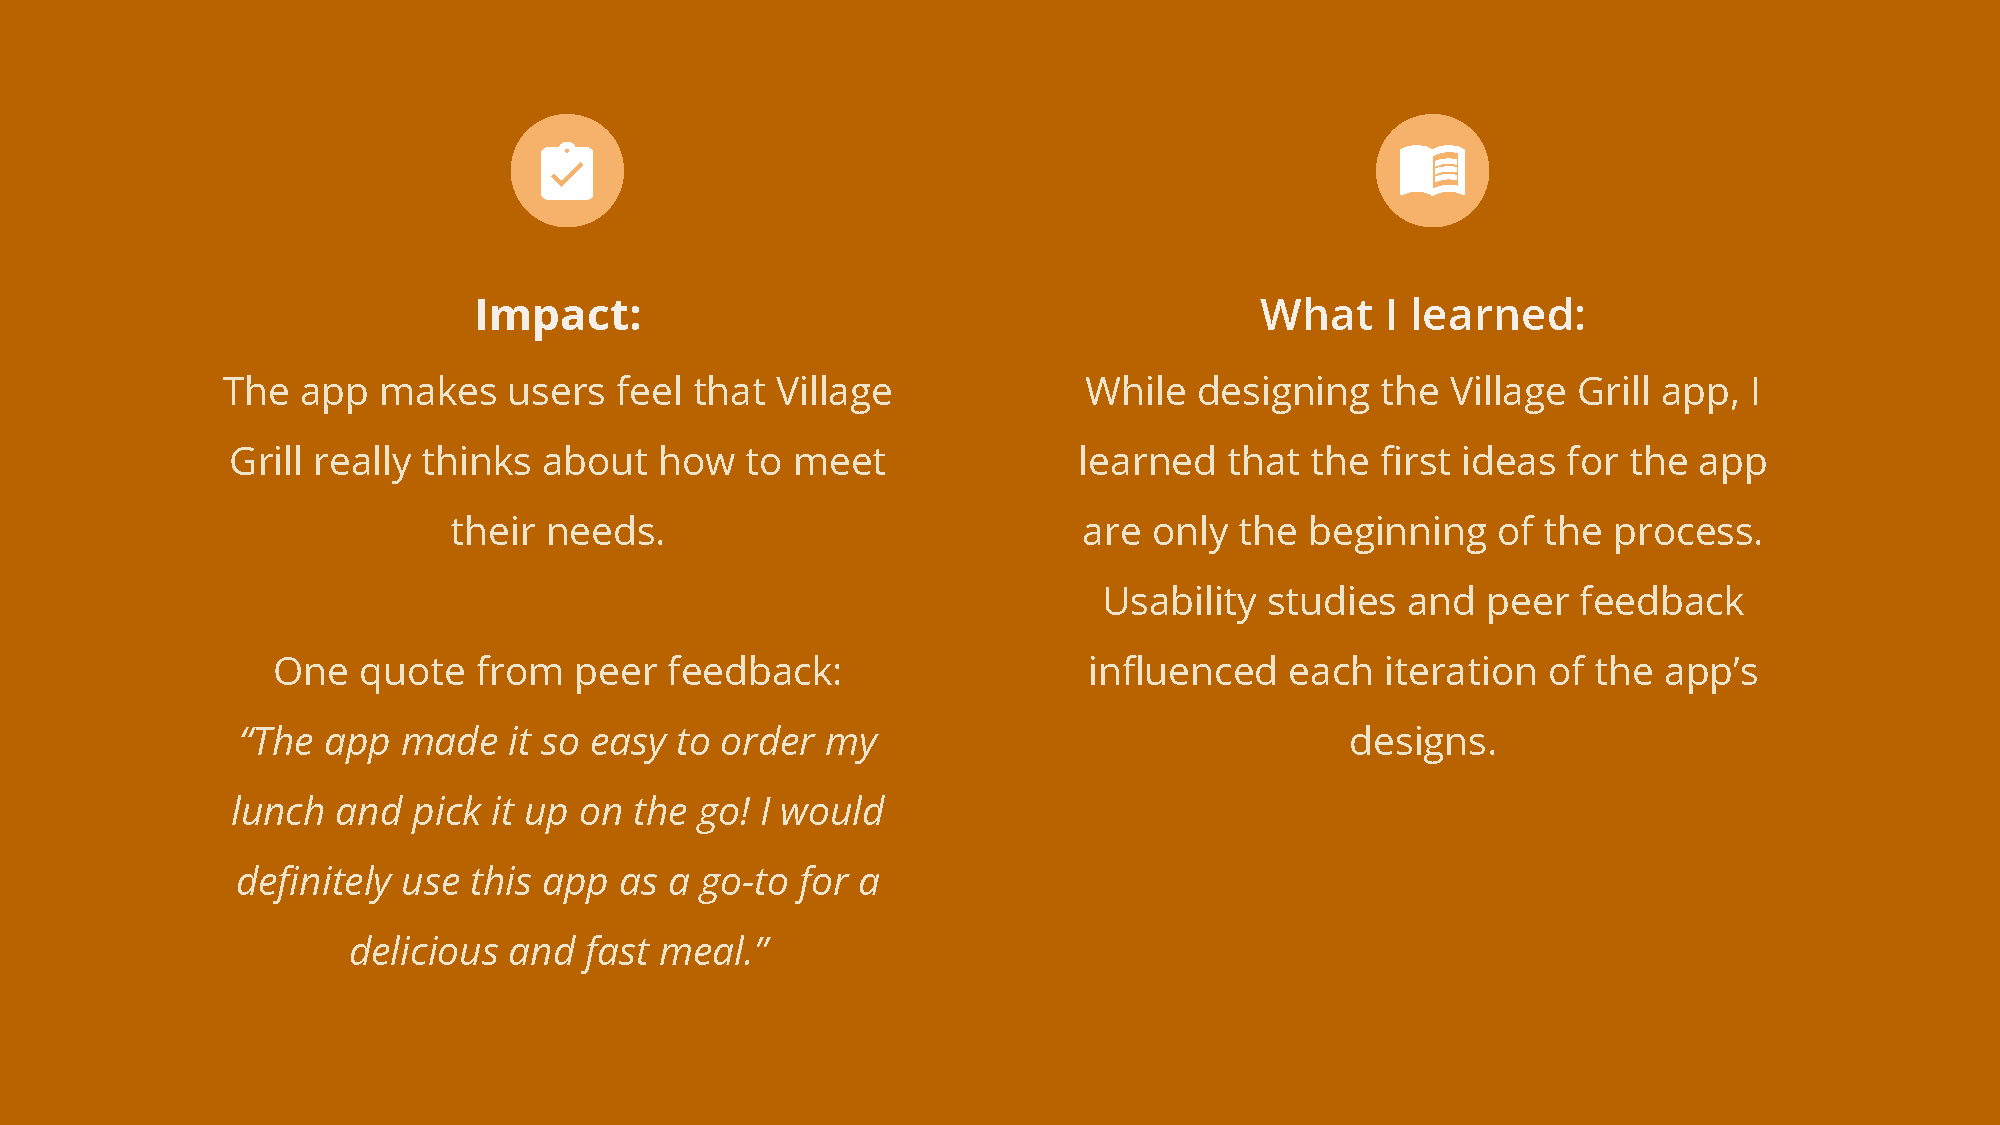 Impact:
The app makes users feel that Village
Grill really thinks about how to meet
their needs.
One quote from peer feedback:
“The app made it so easy to order my
lunch and pick it up on the go! I would
definitely use this app as a go-to for a
delicious and fast meal.”
What I learned:
While designing the Village Grill app, I
learned that the first ideas for the app
are only the beginning of the process.
Usability studies and peer feedback
influenced each iteration of the app’s
designs.